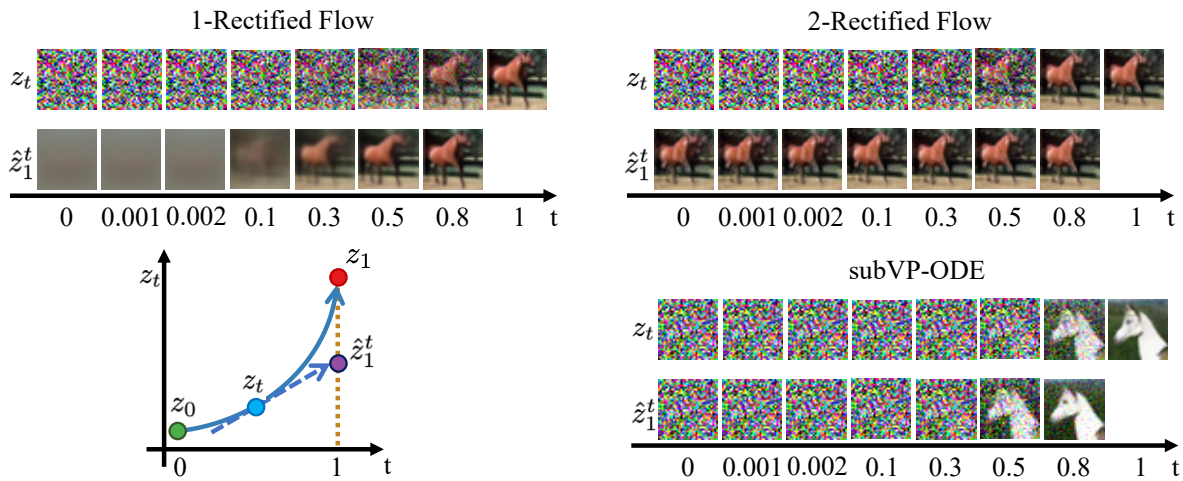 1-Rectified Flow
z_t
ẑ_1^t
0 0.001 0.002 0.1 0.3 0.5 0.8 1 t
2-Rectified Flow
z_t
ẑ_1^t
0 0.001 0.002 0.1 0.3 0.5 0.8 1 t
z_t
z_1
ẑ_1^t
z_t
z_0
0 1 t
subVP-ODE
z_t
ẑ_1^t
0 0.001 0.002 0.1 0.3 0.5 0.8 1 t